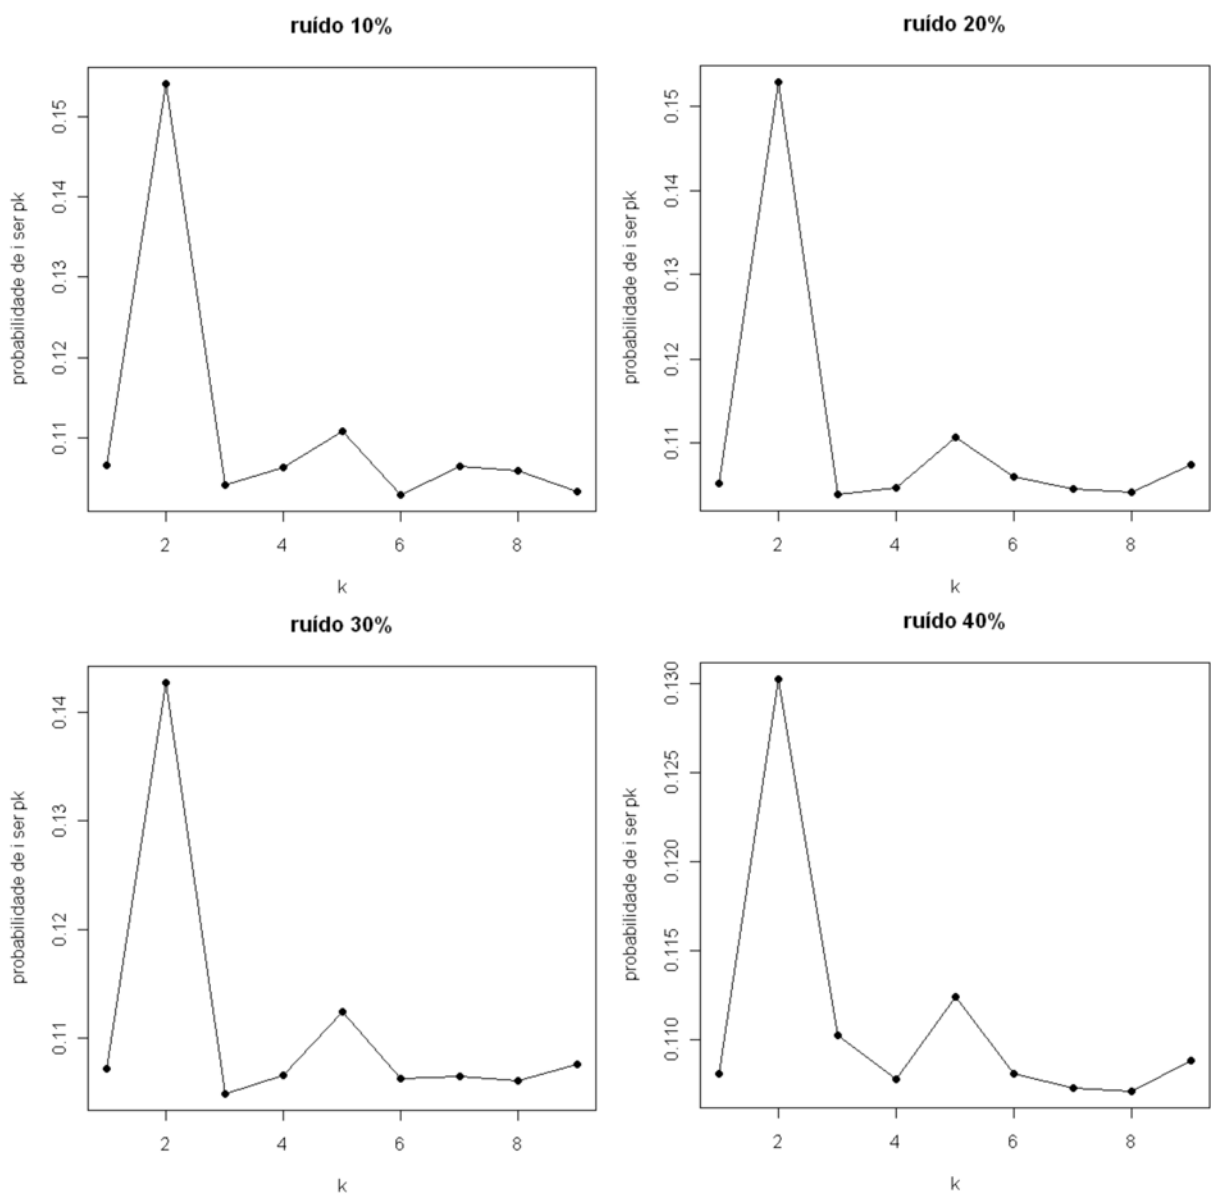 ruído 10%
probabilidade de i ser pk
0.15
0.14
0.13
0.12
0.11
2 4 6 8
k
ruído 20%
probabilidade de i ser pk
0.15
0.14
0.13
0.12
0.11
2 4 6 8
k
ruído 30%
probabilidade de i ser pk
0.14
0.13
0.12
0.11
2 4 6 8
k
ruído 40%
probabilidade de i ser pk
0.130
0.125
0.120
0.115
0.110
2 4 6 8
k